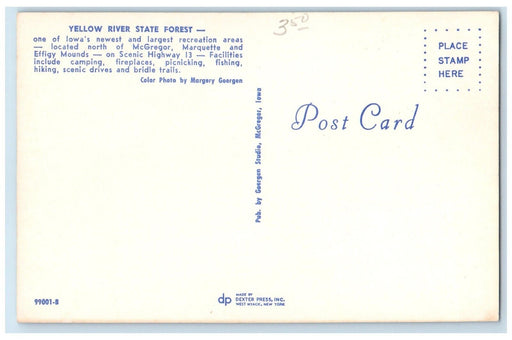 YELLOW RIVER STATE FOREST —
one of Iowa's newest and largest recreation areas
— located north of McGregor, Marquette and
Effigy Mounds — on Scenic Highway 13 — Facilities
include camping, fireplaces, picnicking, fishing,
hiking, scenic drives and bridle trails.
Color Photo by Margery Goergen
350
PLACE
STAMP
HERE
Post Card
Pub. by Goergen Studio, McGregor, Iowa
99001-B
dp
MADE BY
DEXTER PRESS, INC.
WEST NYACK, NEW YORK